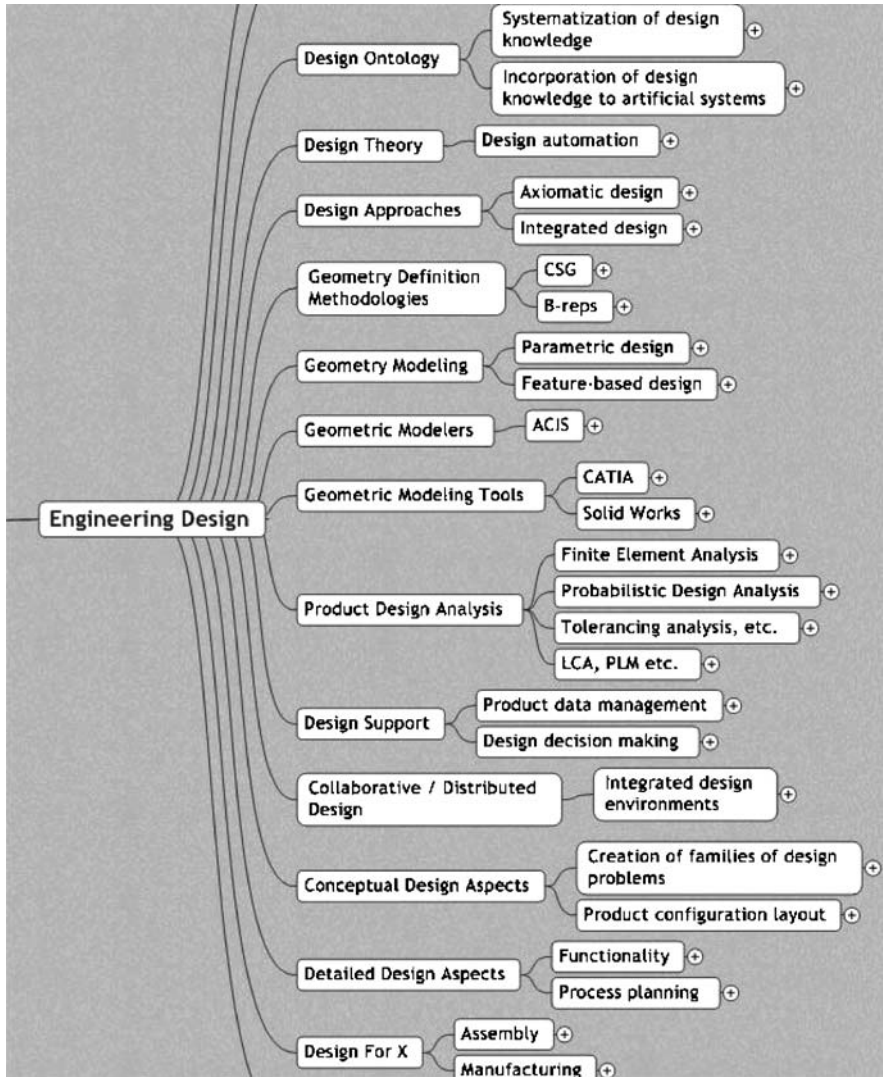 Systematization of design
knowledge
Design Ontology
Incorporation of design
knowledge to artificial systems
Design Theory
Design automation
Axiomatic design
Design Approaches
Integrated design
Geometry Definition
Methodologies
CSG
B-reps
Parametric design
Geometry Modeling
Feature-based design
Geometric Modelers
ACIS
CATIA
Geometric Modeling Tools
Solid Works
Engineering Design
Finite Element Analysis
Probabilistic Design Analysis
Product Design Analysis
Tolerancing analysis, etc.
LCA, PLM etc.
Product data management
Design Support
Design decision making
Collaborative / Distributed
Design
Integrated design
environments
Creation of families of design
problems
Conceptual Design Aspects
Product configuration layout
Functionality
Detailed Design Aspects
Process planning
Assembly
Design For X
Manufacturing